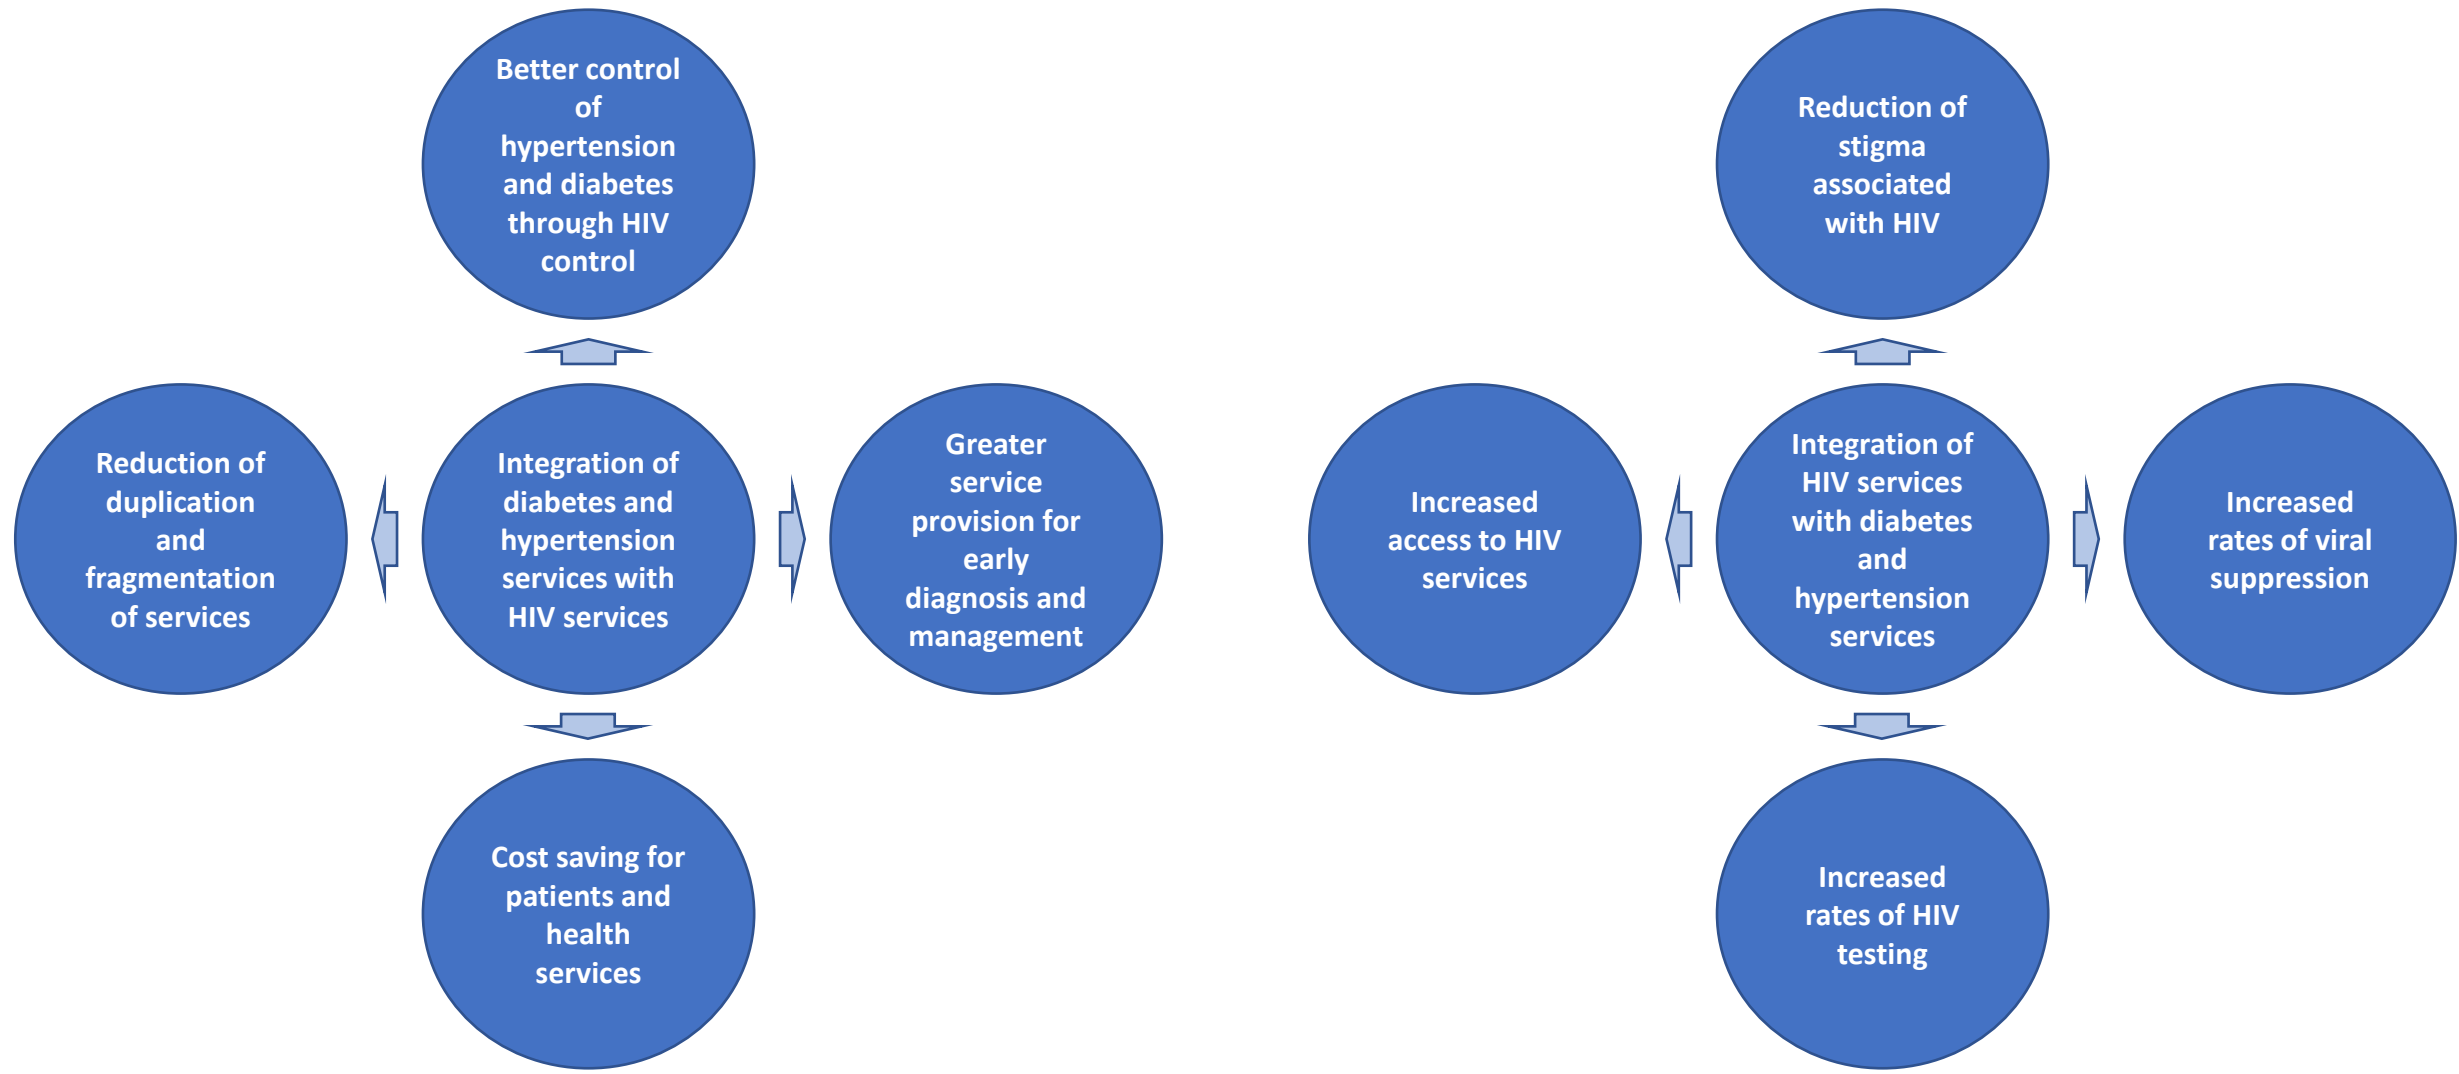 Better control
of
hypertension
and diabetes
through HIV
control
Reduction of
duplication
and
fragmentation
of services
Integration of
diabetes and
hypertension
services with
HIV services
Greater
service
provision for
early
diagnosis and
management
Cost saving for
patients and
health
services
Reduction of
stigma
associated
with HIV
Increased
access to HIV
services
Integration of
HIV services
with diabetes
and
hypertension
services
Increased
rates of viral
suppression
Increased
rates of HIV
testing